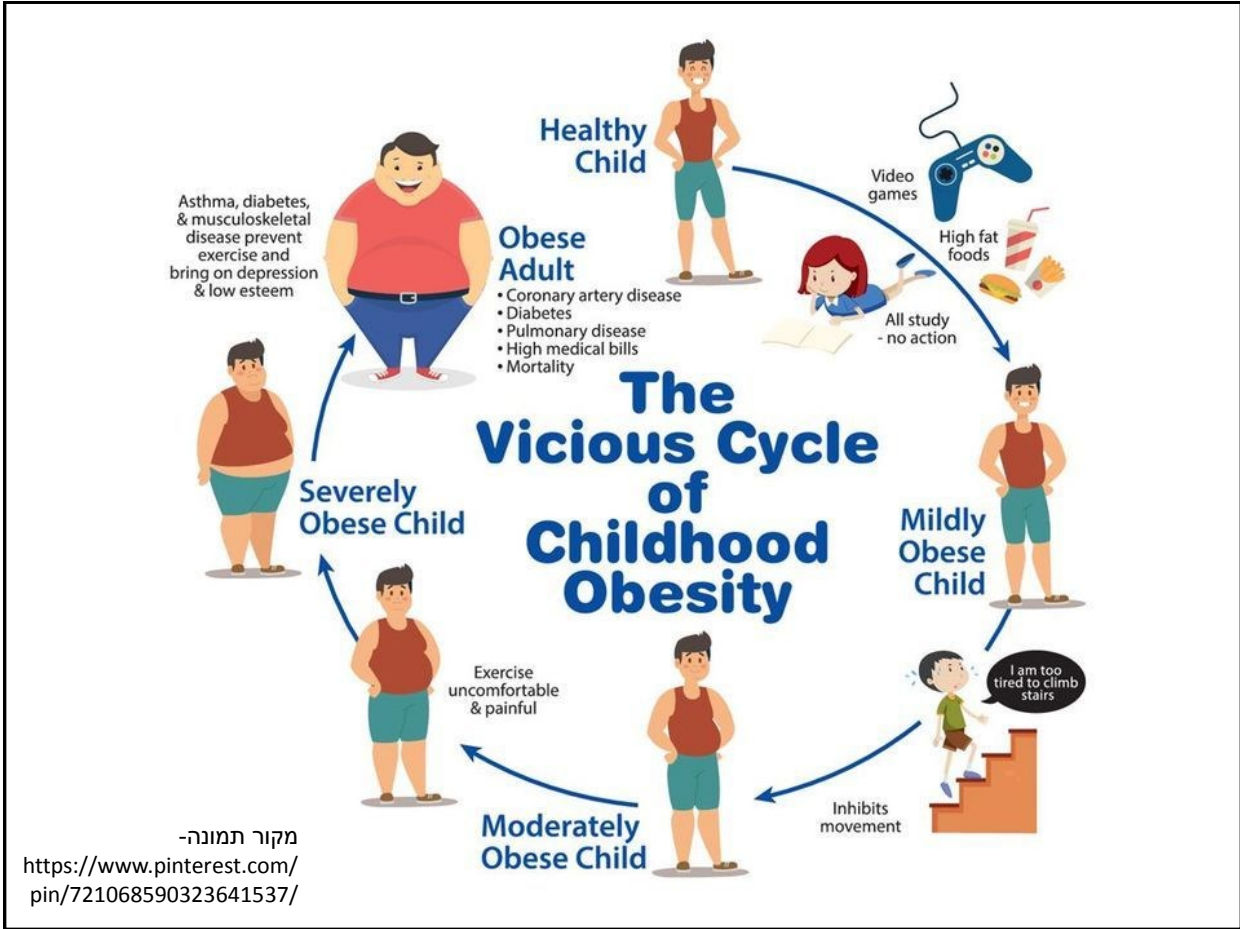 Healthy
Child
Video
games
High fat
foods
All study
- no action
Asthma, diabetes,
& musculoskeletal
disease prevent
exercise and
bring on depression
& low esteem
Obese
Adult
• Coronary artery disease
• Diabetes
• Pulmonary disease
• High medical bills
• Mortality
The
Vicious Cycle
of
Childhood
Obesity
Mildly
Obese
Child
I am too
tired to climb
stairs
Inhibits
movement
Moderately
Obese Child
Exercise
uncomfortable
& painful
Severely
Obese Child
מקור תמונה-
https://www.pinterest.com/
pin/721068590323641537/